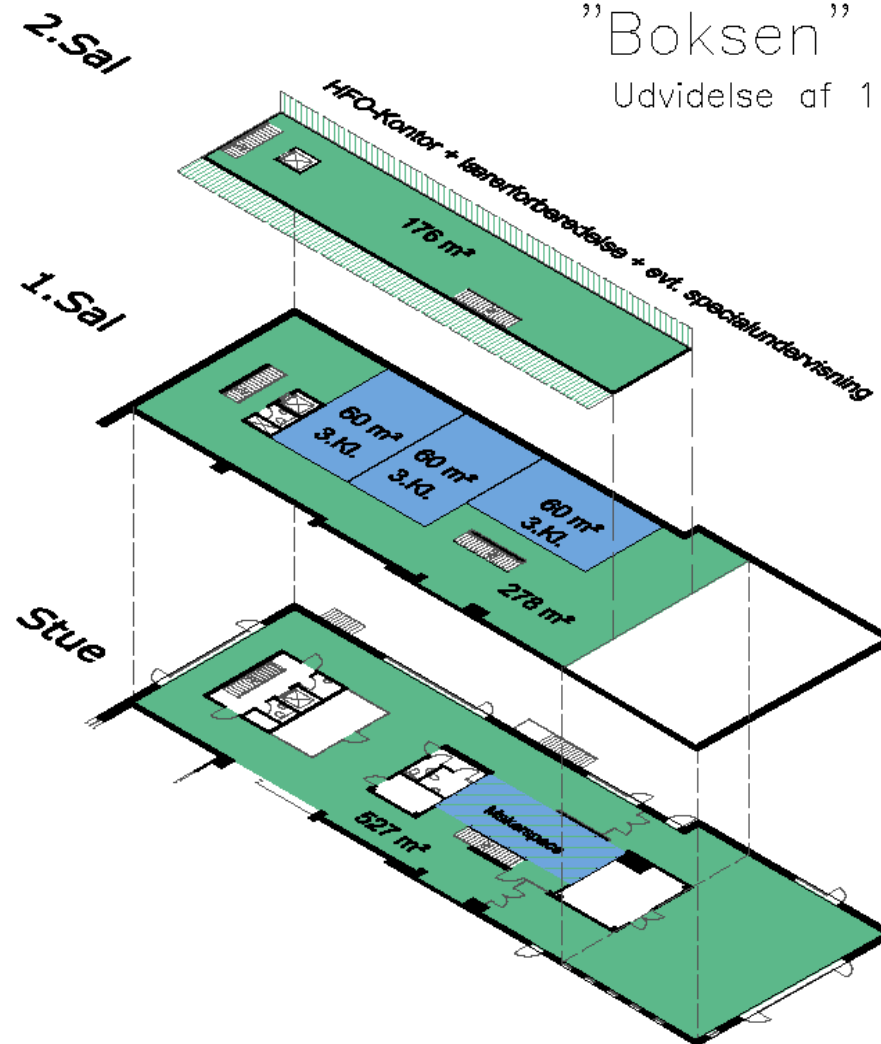 "Boksen"
Udvidelse af 1
2.Sal
HFO-Kontor + lærerforberedelse + evt. specialundervisning
176 m²
1.Sal
60 m²
3.Kl.
60 m²
3.Kl.
60 m²
3.Kl.
278 m²
Stue
527 m²
Makerspace